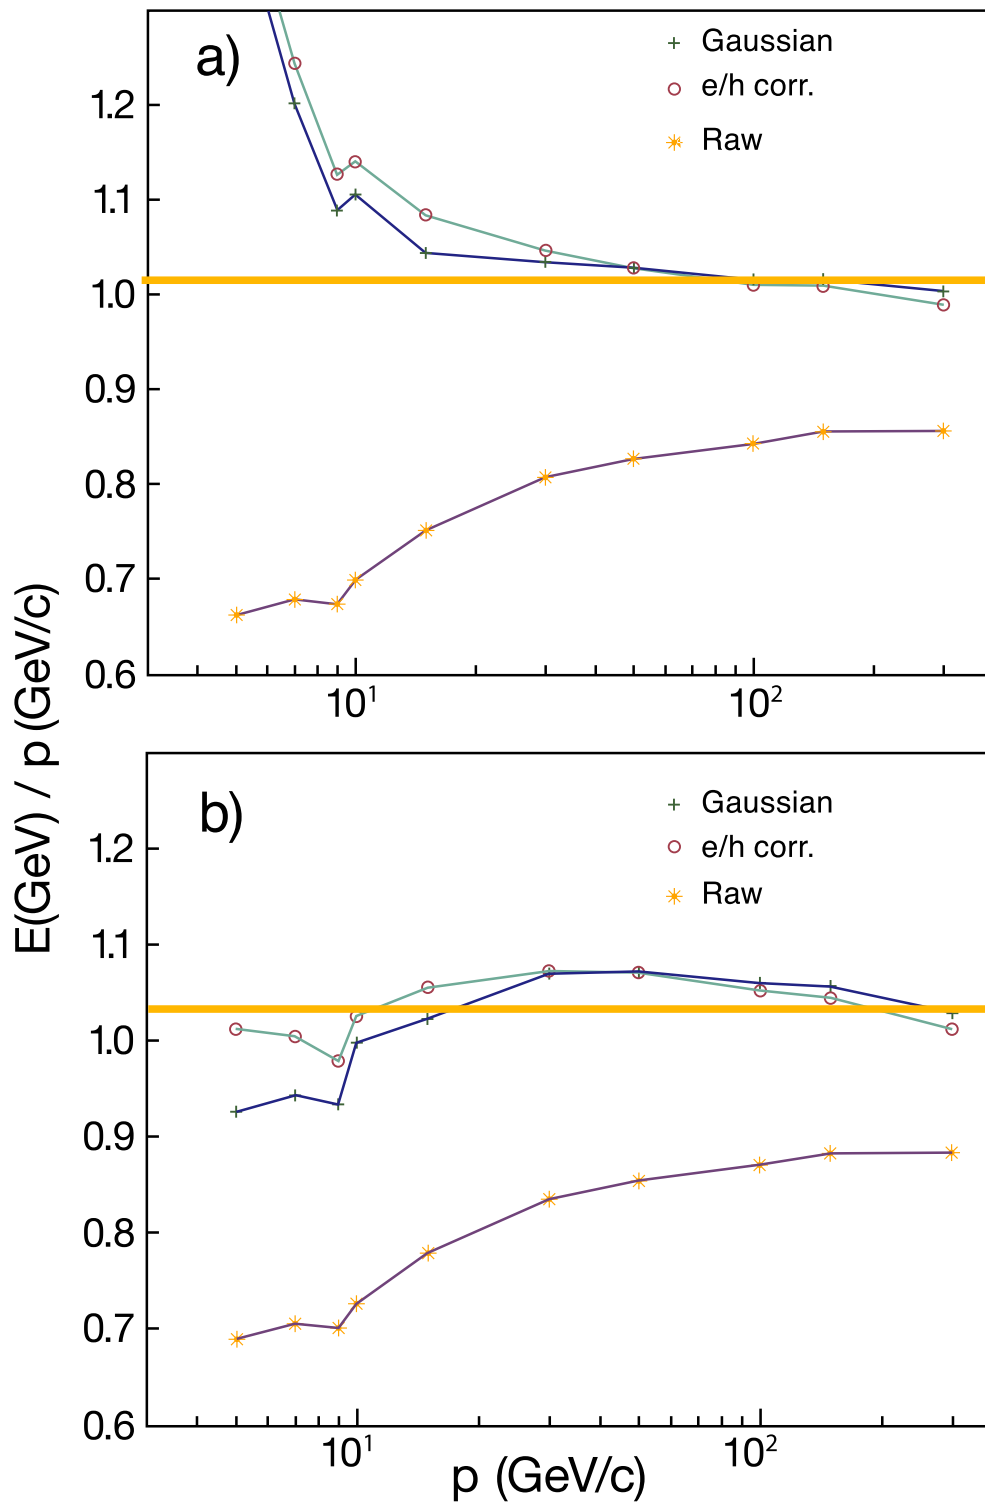 a)
Gaussian
e/h corr.
Raw
1.2
1.1
1.0
0.9
0.8
0.7
0.6
10¹
10²
E(GeV) / p (GeV/c)
b)
Gaussian
e/h corr.
Raw
1.2
1.1
1.0
0.9
0.8
0.7
0.6
10¹
10²
p (GeV/c)